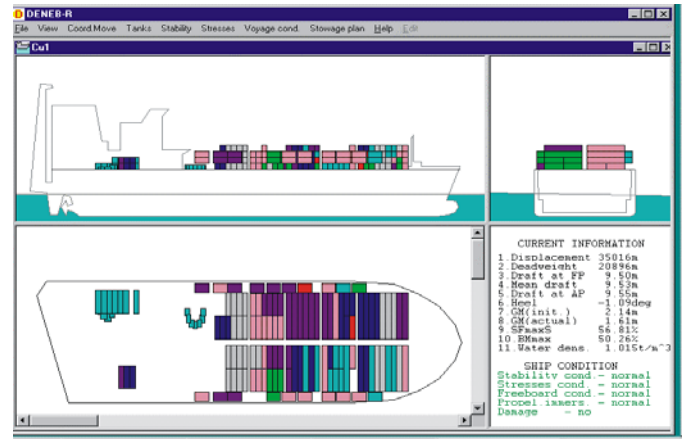 DENEB-R
File View Coord.Move Tanks Stability Stresses Voyage cond. Stowage plan Help Edit
Cu1
CURRENT INFORMATION
1.Displacement 35016m
2.Deadweight 20896m
3.Draft at FP 9.50m
4.Mean draft 9.53m
5.Draft at AP 9.55m
6.Heel -1.09deg
7.GM(init.) 2.14m
8.GM(actual) 1.61m
9.SFmaxS 56.81%
10.BMmax 50.26%
11.Water dens. 1.015t/m^3
SHIP CONDITION
Stability cond.- normal
Stresses cond.- normal
Freeboard cond.- normal
Propel.immers.- normal
Damage - no